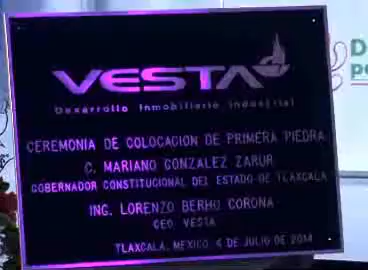 VESTA
Desarrollo Inmobiliario Industrial
CEREMONIA DE COLOCACION DE PRIMERA PIEDRA
C. MARIANO GONZALEZ ZARUR
GOBERNADOR CONSTITUCIONAL DEL ESTADO DE TLAXCALA
ING. LORENZO BERHO CORONA
CEO VESTA
TLAXCALA, MEXICO, 4 DE JULIO DE 2014